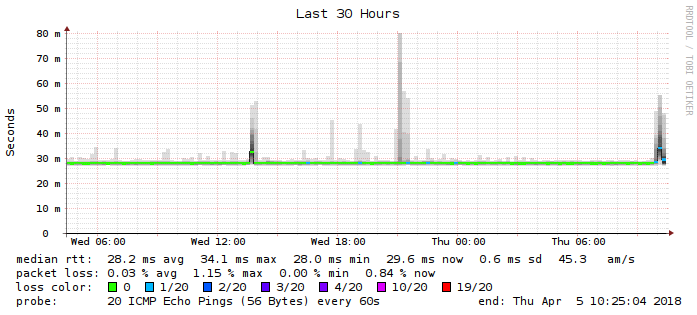 Last 30 Hours
RRDTOOL / TOBI OETIKER
Seconds
80 m
70 m
60 m
50 m
40 m
30 m
20 m
10 m
0
Wed 06:00 Wed 12:00 Wed 18:00 Thu 00:00 Thu 06:00
median rtt: 28.2 ms avg 34.1 ms max 28.0 ms min 29.6 ms now 0.6 ms sd 45.3 am/s
packet loss: 0.03 % avg 1.15 % max 0.00 % min 0.84 % now
loss color: 0 1/20 2/20 3/20 4/20 10/20 19/20
probe: 20 ICMP Echo Pings (56 Bytes) every 60s end: Thu Apr 5 10:25:04 2018